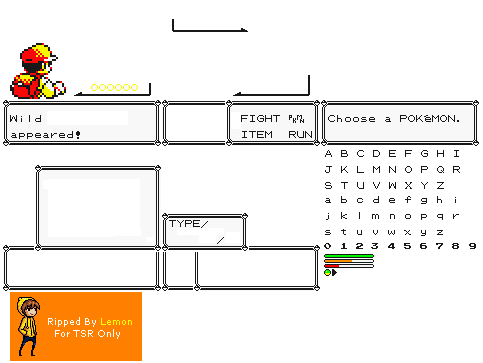 Wild
appeared!
FIGHT PKMN
ITEM RUN
Choose a POKéMON.
A B C D E F G H I
J K L M N O P Q R
S T U V W X Y Z
a b c d e f g h i
j k l m n o p q r
s t u v w x y z
0 1 2 3 4 5 6 7 8 9
TYPE/
/
Ripped By Lemon
For TSR Only